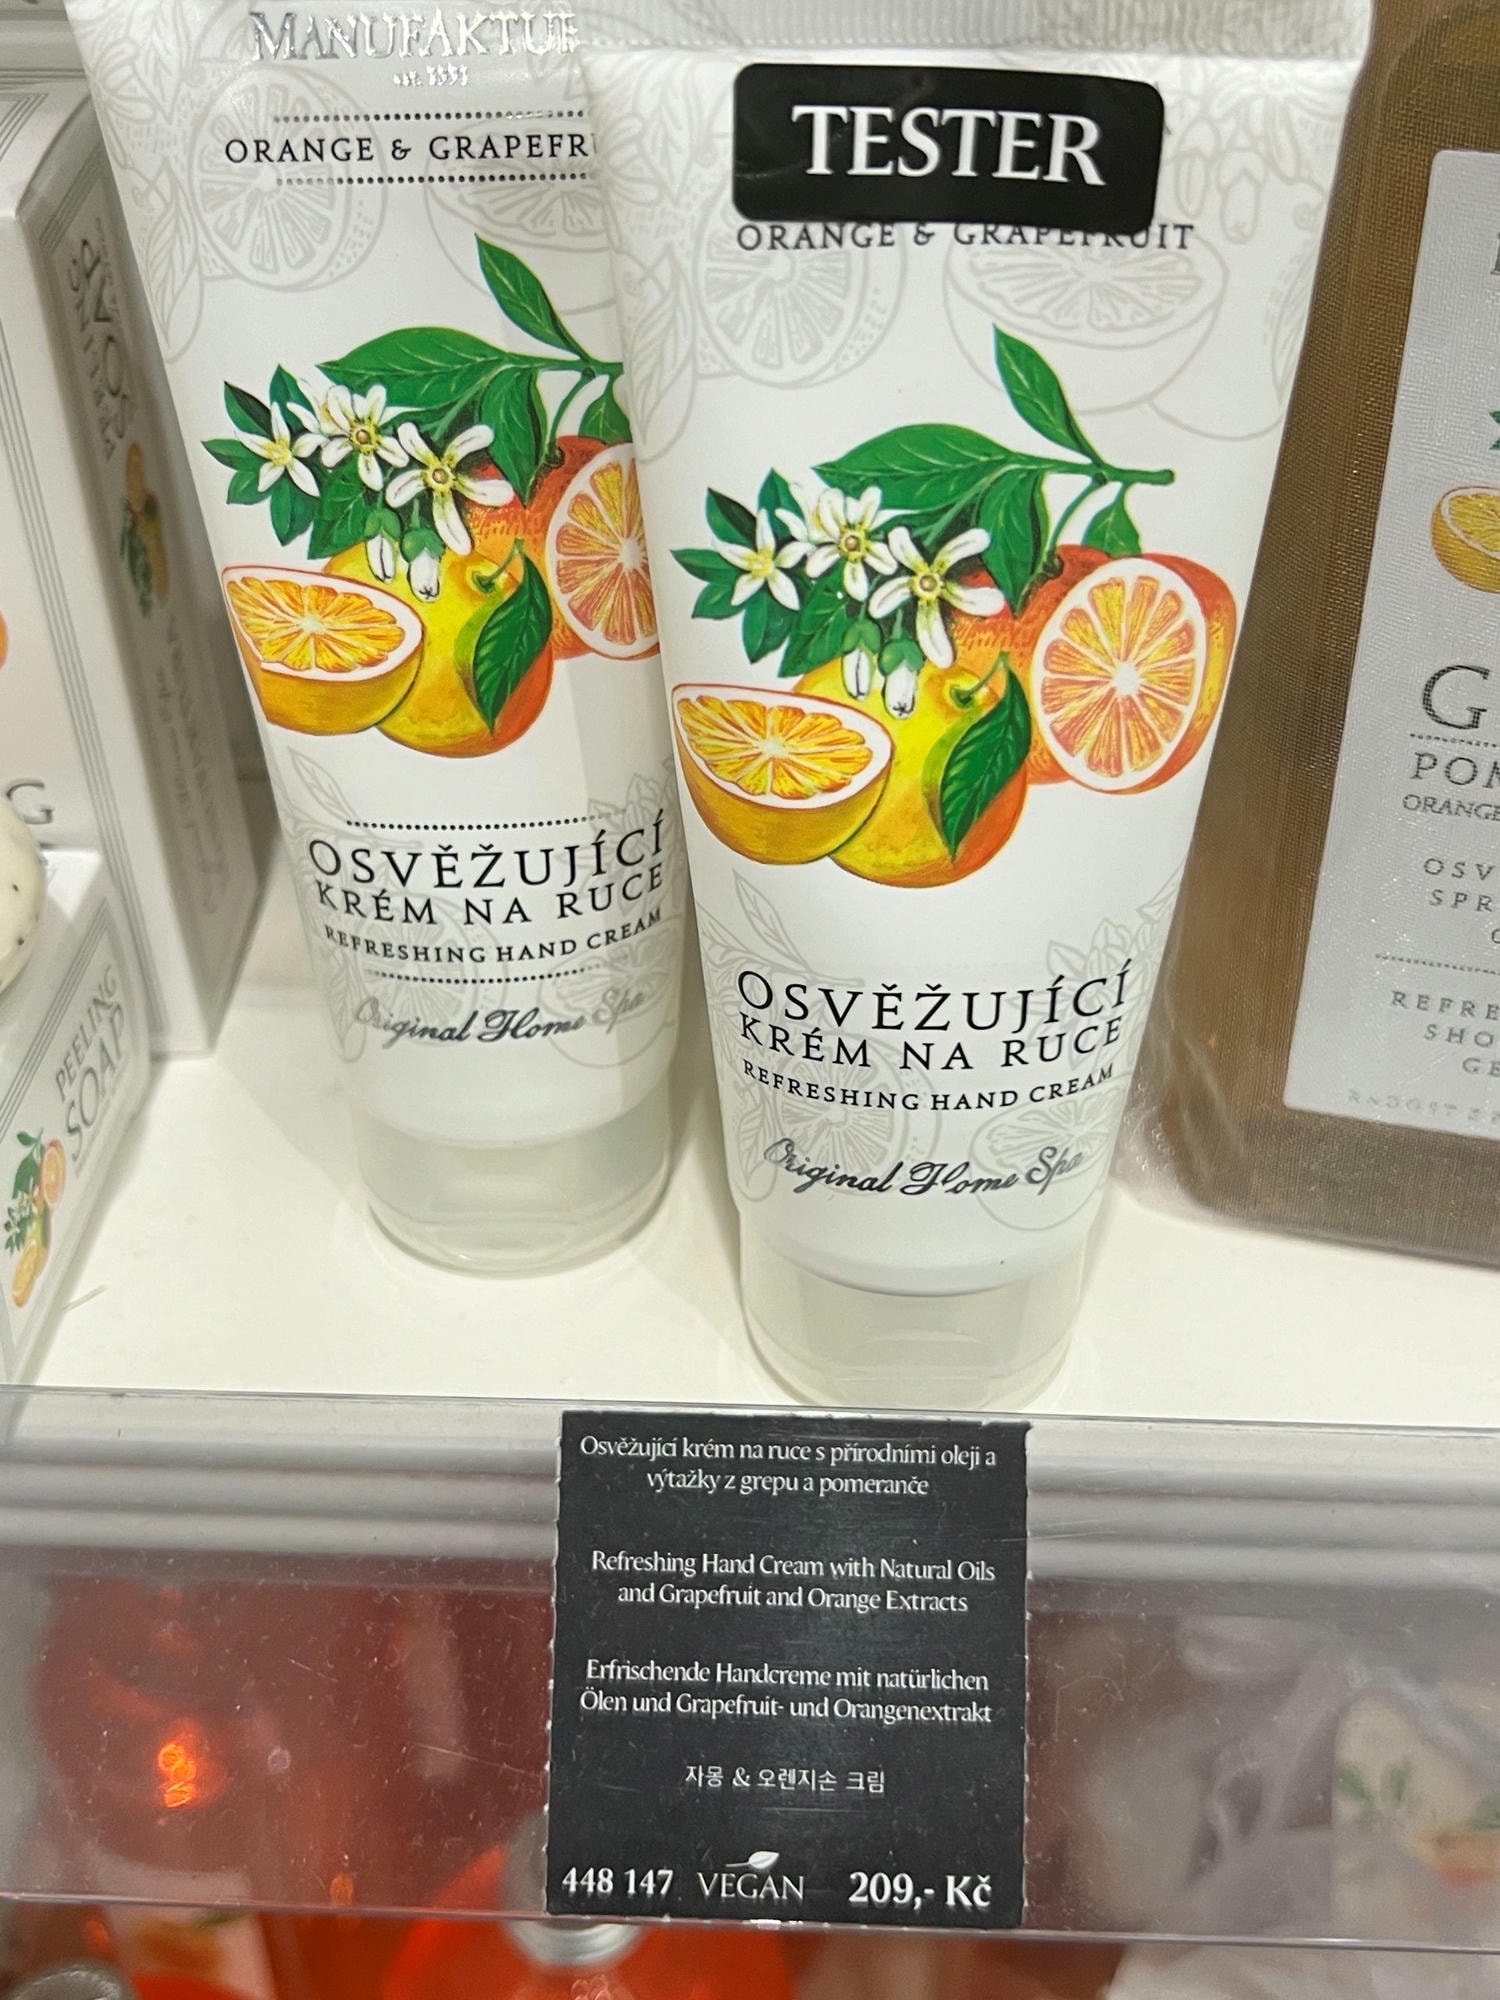 MANUFAKTUR
ORANGE &
OSVĚŽUJÍCÍ
KRÉM NA RUCE
REFRESHING HAND CREAM
Original Home Spa
TESTER
ORANGE & GRAPEFRUIT
OSVĚŽUJÍCÍ
KRÉM NA RUCE
REFRESHING HAND CREAM
Original Home Spa
PEELING
SOAP
Osvěžující krém na ruce s přírodními oleji a
výtažky z grepu a pomeranče
Refreshing Hand Cream with Natural Oils
and Grapefruit and Orange Extracts
Erfrischende Handcreme mit natürlichen
Ölen und Grapefruit- und Orangenextrakt
자몽 & 오렌지손 크림
448 147 VEGAN 209,- Kč